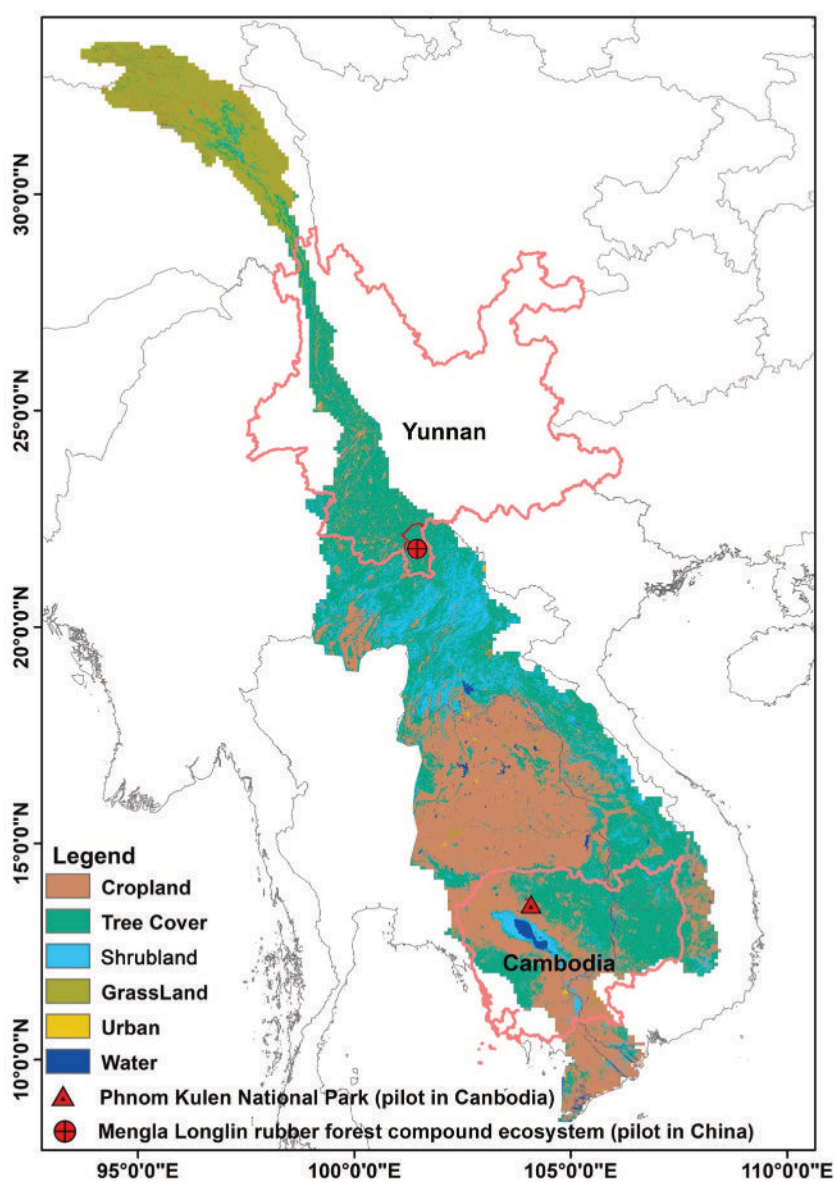 30°0'0"N
25°0'0"N
20°0'0"N
15°0'0"N
10°0'0"N
Yunnan
Cambodia
Legend
Cropland
Tree Cover
Shrubland
GrassLand
Urban
Water
Phnom Kulen National Park (pilot in Canbodia)
Mengla Longlin rubber forest compound ecosystem (pilot in China)
95°0'0"E
100°0'0"E
105°0'0"E
110°0'0"E